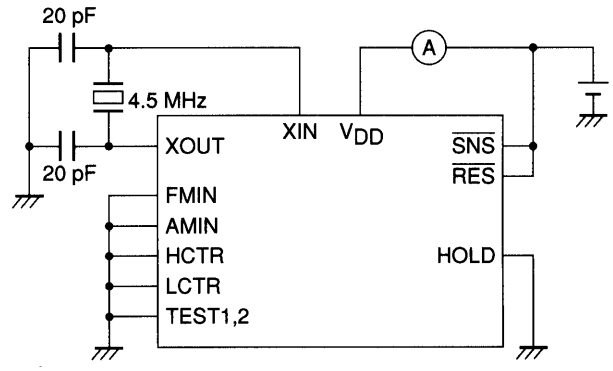 20 pF
A
4.5 MHz
XIN VDD
XOUT
SNS
20 pF
RES
FMIN
AMIN
HCTR
HOLD
LCTR
TEST1,2